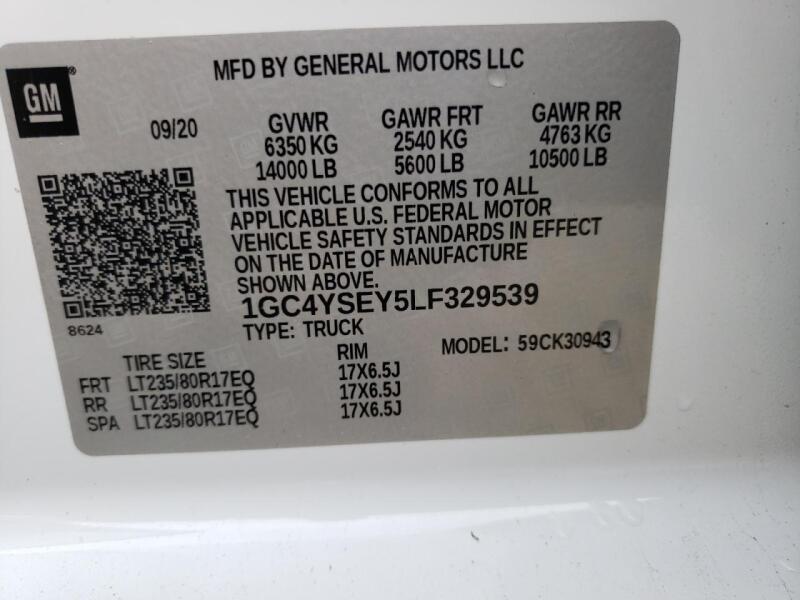 GM ®
MFD BY GENERAL MOTORS LLC
09/20 GVWR GAWR FRT GAWR RR
6350 KG 2540 KG 4763 KG
14000 LB 5600 LB 10500 LB
THIS VEHICLE CONFORMS TO ALL
APPLICABLE U.S. FEDERAL MOTOR
VEHICLE SAFETY STANDARDS IN EFFECT
ON THE DATE OF MANUFACTURE
SHOWN ABOVE.
1GC4YSEY5LF329539
8624
TYPE: TRUCK MODEL: 59CK30943
TIRE SIZE RIM
FRT LT235/80R17EQ 17X6.5J
RR LT235/80R17EQ 17X6.5J
SPA LT235/80R17EQ 17X6.5J